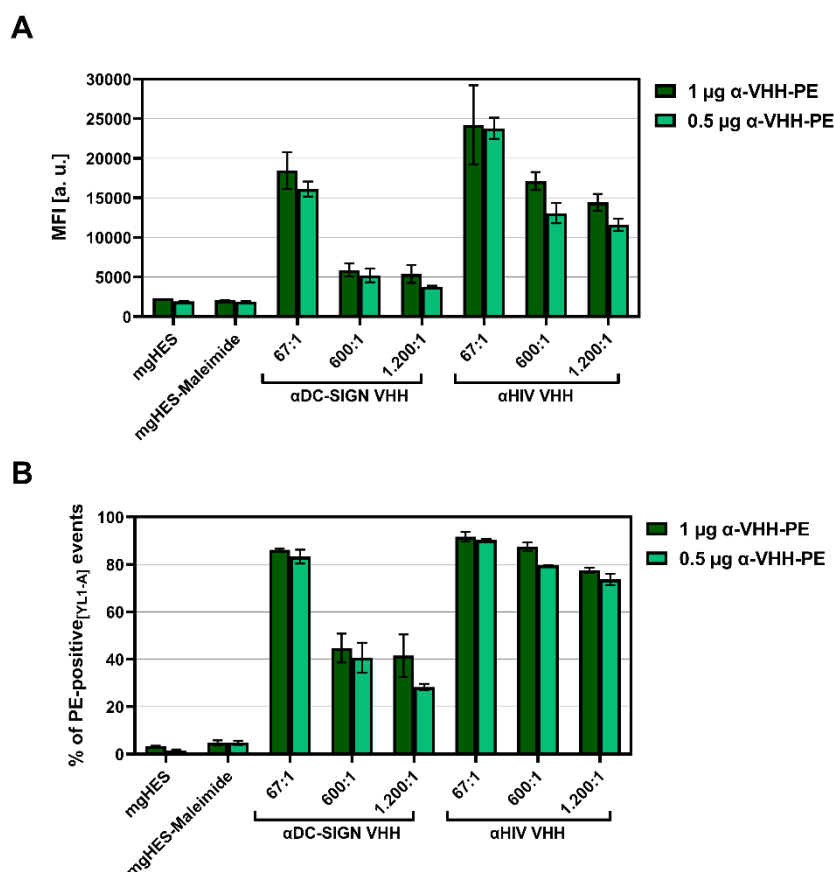 A
MFI [a. u.]
30000
25000
20000
15000
10000
5000
0
1 µg α-VHH-PE
0.5 µg α-VHH-PE
mgHES
mgHES-Maleimide
67:1
600:1
1.200:1
67:1
600:1
1.200:1
αDC-SIGN VHH
αHIV VHH
B
% of PE-positive[YL1-A] events
100
80
60
40
20
0
1 µg α-VHH-PE
0.5 µg α-VHH-PE
mgHES
mgHES-Maleimide
67:1
600:1
1.200:1
67:1
600:1
1.200:1
αDC-SIGN VHH
αHIV VHH